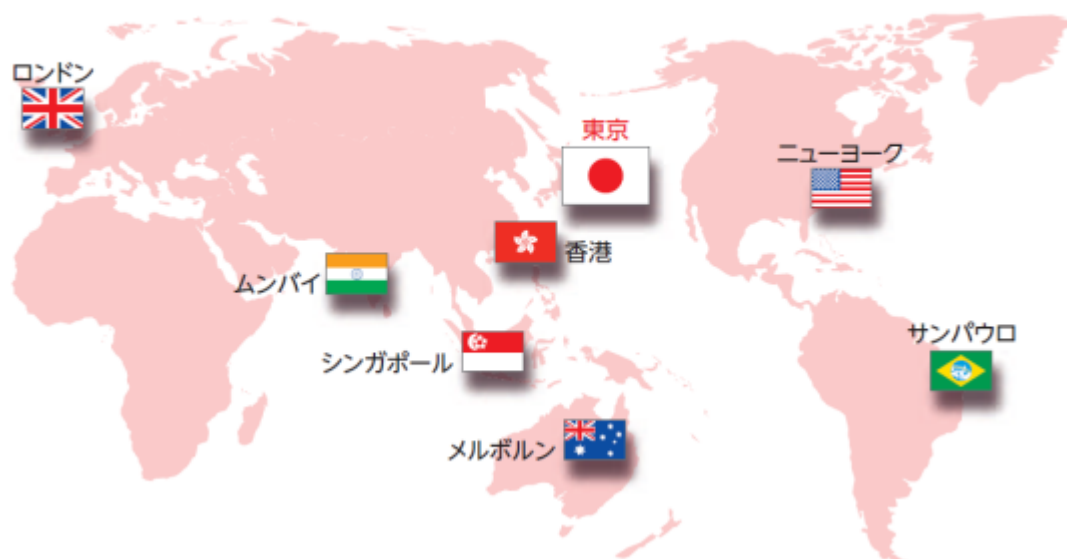 ロンドン
東京
ニューヨーク
香港
ムンバイ
サンパウロ
シンガポール
メルボルン